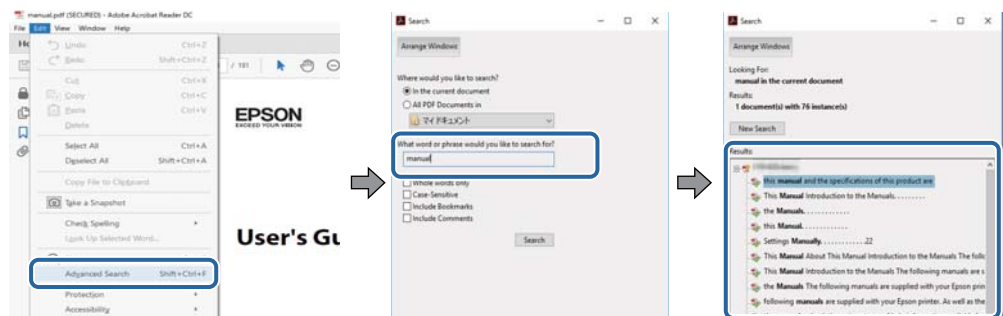 manual.pdf (SECURED) - Adobe Acrobat Reader DC
File Edit View Window Help
Undo Ctrl+Z
Redo Shift+Ctrl+Z
Cut Ctrl+X
Copy Ctrl+C
Paste Ctrl+V
Delete
Select All Ctrl+A
Deselect All Shift+Ctrl+A
Copy File to Clipboard
Take a Snapshot
Check Spelling
Look Up Selected Word...
Advanced Search Shift+Ctrl+F
Protection
Accessibility
/ 191
EPSON
EXCEED YOUR VISION
User's Gu
Search
Arrange Windows
Where would you like to search?
In the current document
All PDF Documents in
マイ ドキュメント
What word or phrase would you like to search for?
manual
Whole words only
Case-Sensitive
Include Bookmarks
Include Comments
Search
Search
Arrange Windows
Looking For:
manual in the current document
Results:
1 document(s) with 76 instance(s)
New Search
Results:
this manual and the specifications of this product are
This Manual Introduction to the Manuals. . . . . . . .
the Manuals. . . . . . . . . . . .
this Manual. . . . . . . . . . . .
Settings Manually. . . . . . . . . . . .22
This Manual About This Manual Introduction to the Manuals The follo
This Manual Introduction to the Manuals The following manuals are s
the Manuals The following manuals are supplied with your Epson prin
following manuals are supplied with your Epson printer. As well as the